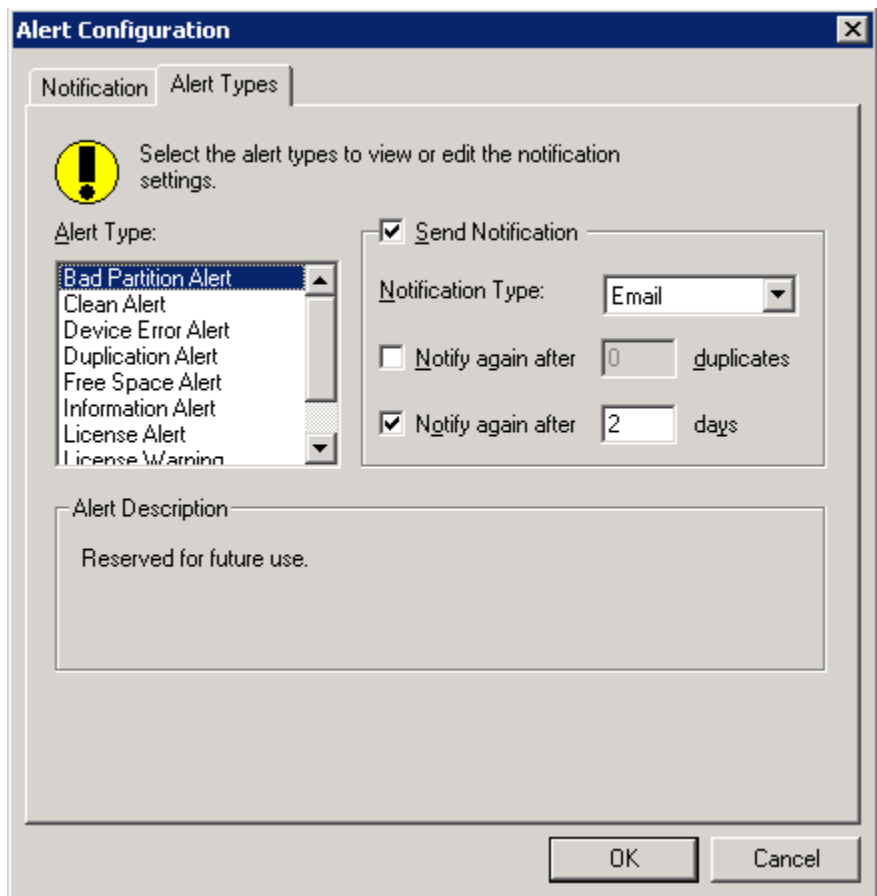 Alert Configuration
Notification
Alert Types
Select the alert types to view or edit the notification
settings.
Alert Type:
Bad Partition Alert
Clean Alert
Device Error Alert
Duplication Alert
Free Space Alert
Information Alert
License Alert
License Warning
Send Notification
Notification Type:
Email
Notify again after 0 duplicates
Notify again after 2 days
Alert Description
Reserved for future use.
OK
Cancel